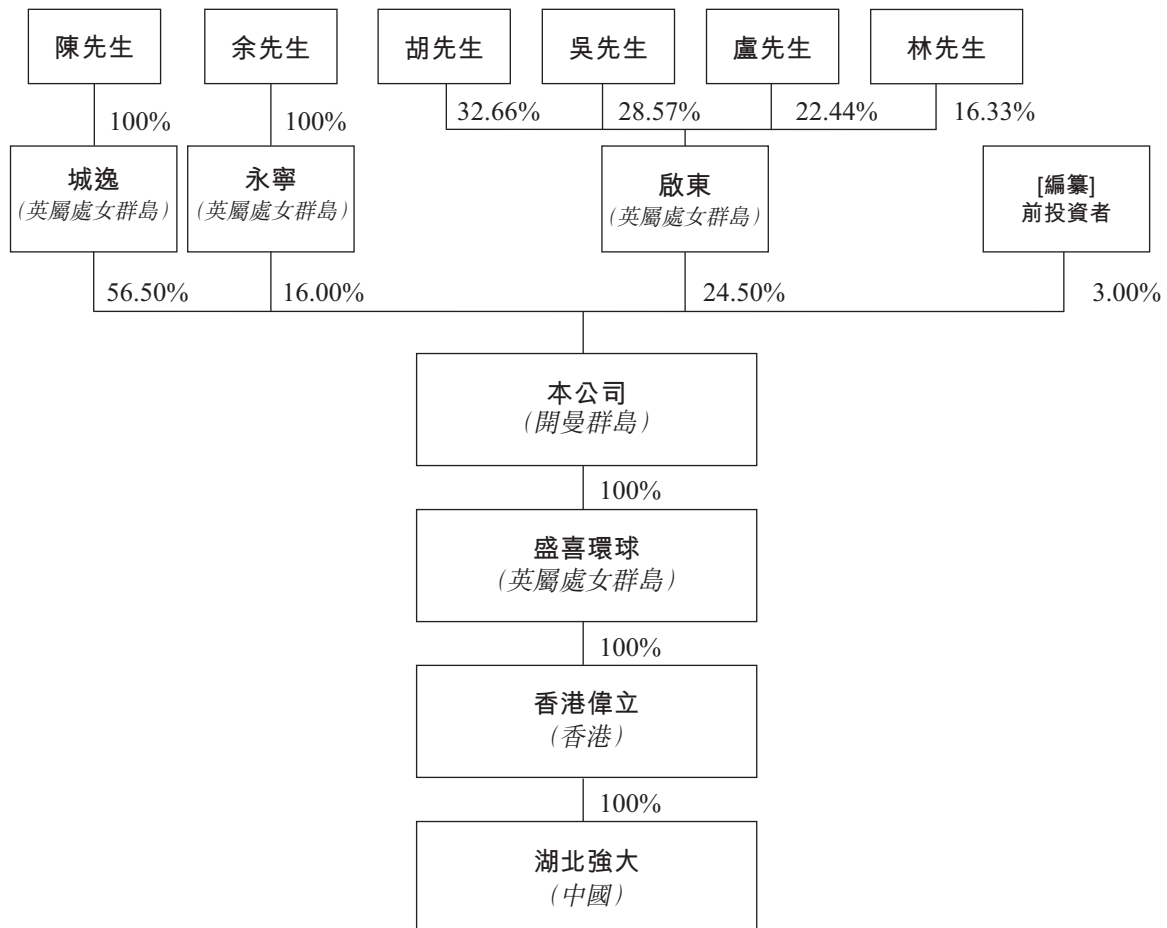 陳先生
余先生
胡先生
吳先生
盧先生
林先生
100%
100%
32.66%
28.57%
22.44%
16.33%
城逸
(英屬處女群島)
永寧
(英屬處女群島)
啟東
(英屬處女群島)
[編纂]
前投資者
56.50%
16.00%
24.50%
3.00%
本公司
(開曼群島)
100%
盛喜環球
(英屬處女群島)
100%
香港偉立
(香港)
100%
湖北強大
(中國)